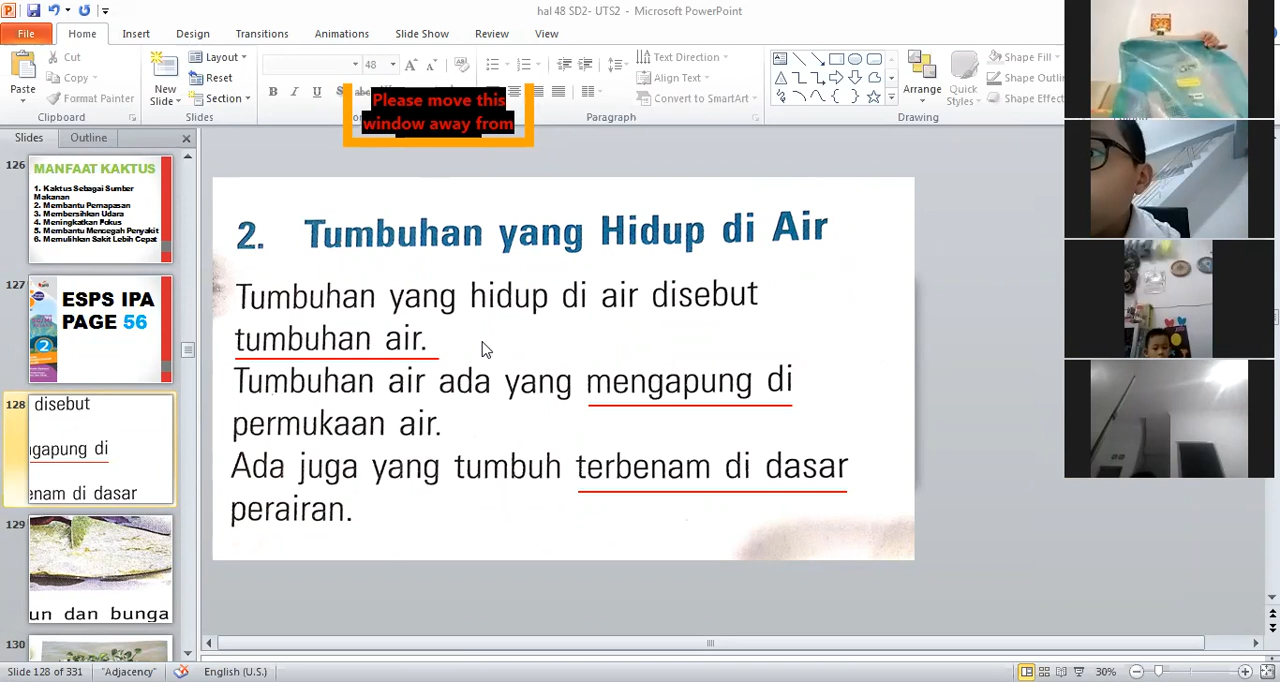 hal 48 SD2- UTS2 - Microsoft PowerPoint
File Home Insert Design Transitions Animations Slide Show Review View
Cut
Copy
Format Painter
Paste
Clipboard
New
Slide
Layout
Reset
Section
Slides
48
B I U S
Please move this
window away from
Text Direction
Align Text
Convert to SmartArt
Paragraph
Arrange
Quick
Styles
Shape Fill
Shape Outli
Shape Effect
Drawing
Slides Outline
126
MANFAAT KAKTUS
1. Kaktus Sebagai Sumber
Makanan
2. Membantu Pernapasan
3. Membersihkan Udara
4. Meningkatkan Fokus
5. Membantu Mencegah Penyakit
6. Memulihkan Sakit Lebih Cepat
127
ESPS IPA
PAGE 56
2
128
disebut
ngapung di
enam di dasar
129
un dan bunga
130
2. Tumbuhan yang Hidup di Air
Tumbuhan yang hidup di air disebut
tumbuhan air.
Tumbuhan air ada yang mengapung di
permukaan air.
Ada juga yang tumbuh terbenam di dasar
perairan.
Slide 128 of 331 "Adjacency" English (U.S.) 30%